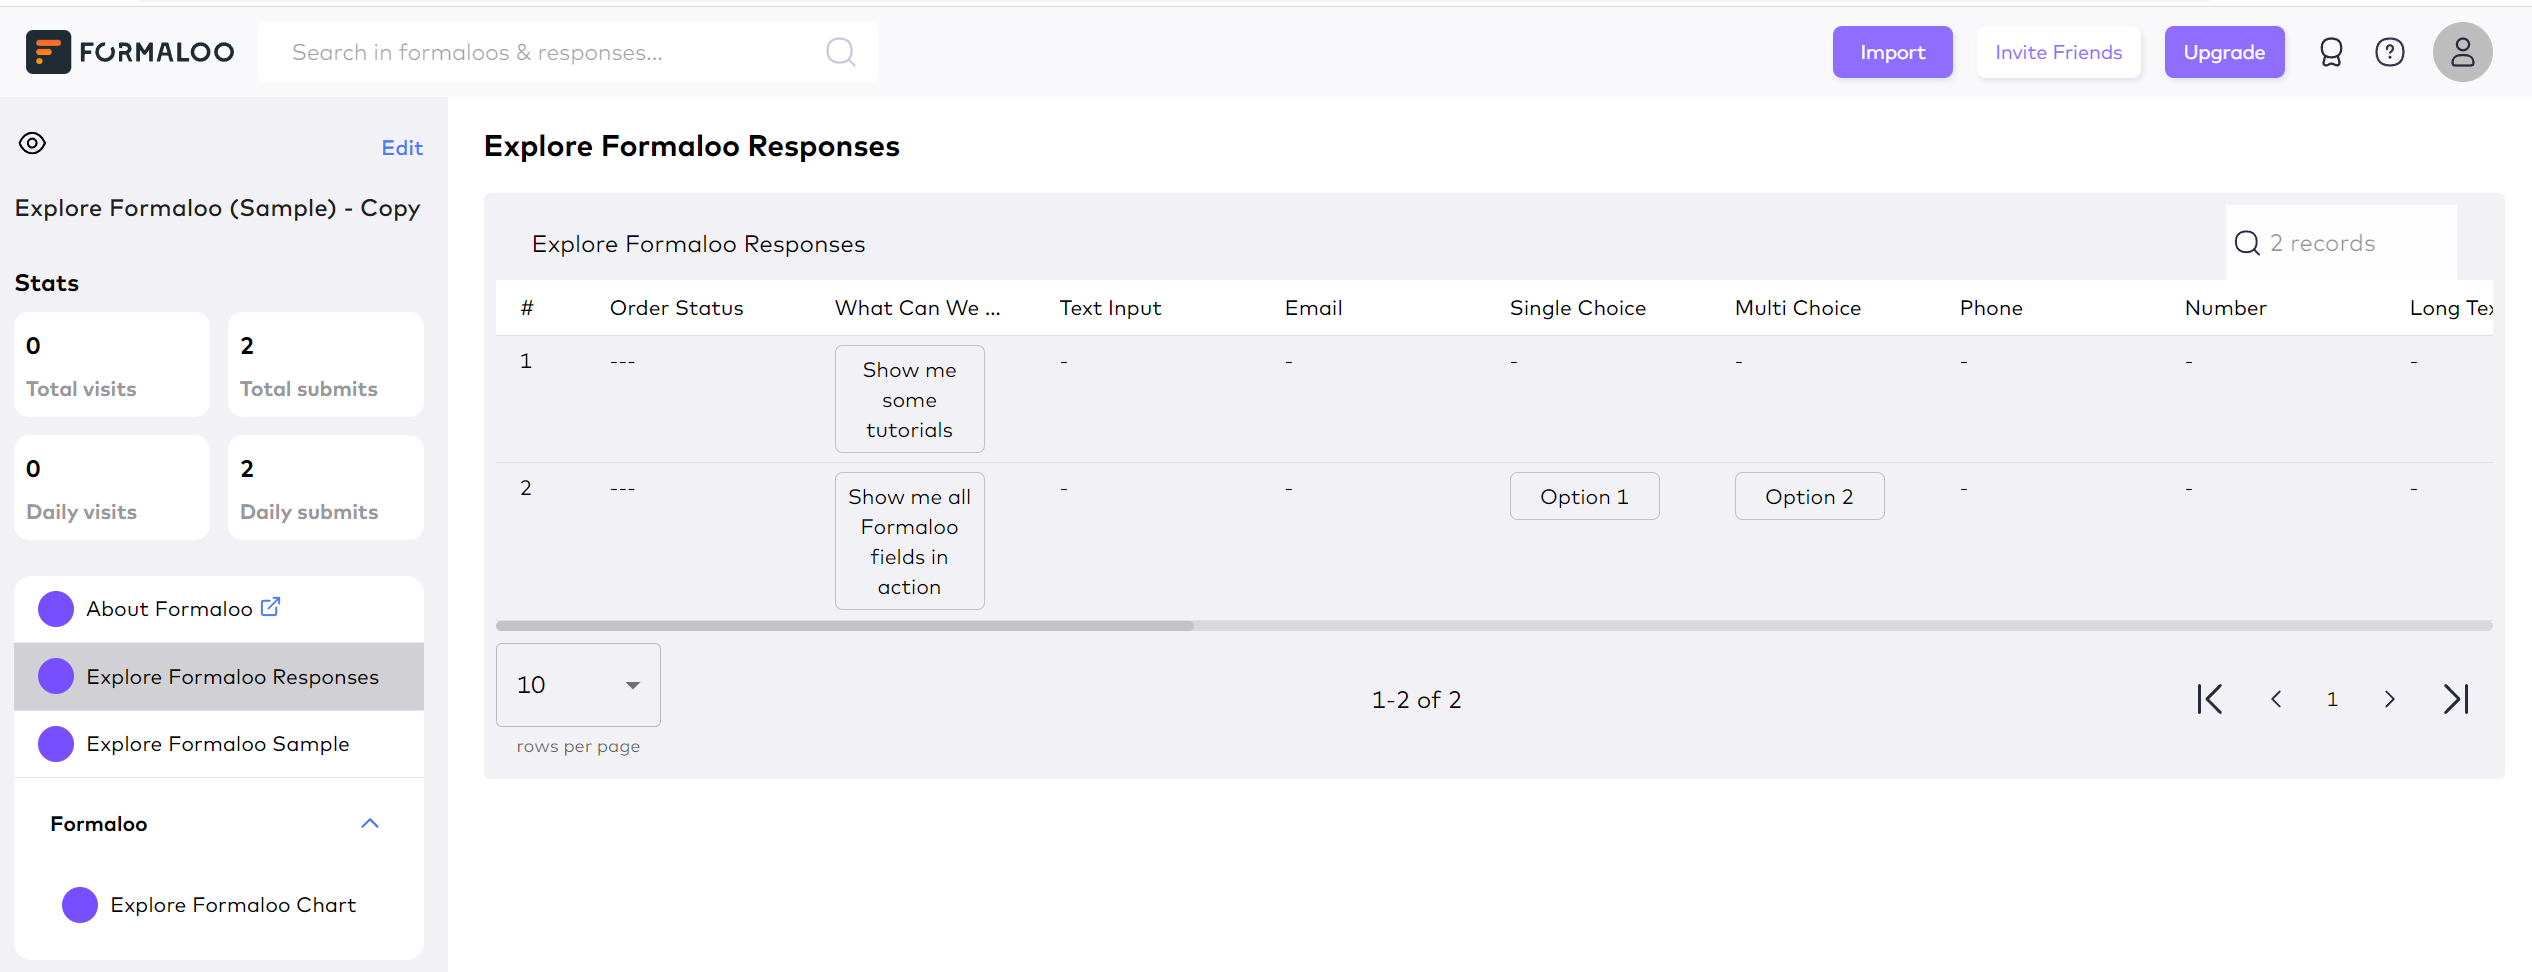 FORMALOO
Search in formaloos & responses...
Import
Invite Friends
Upgrade
Edit
Explore Formaloo (Sample) - Copy
Stats
0
Total visits
2
Total submits
0
Daily visits
2
Daily submits
About Formaloo
Explore Formaloo Responses
Explore Formaloo Sample
Formaloo
Explore Formaloo Chart
Explore Formaloo Responses
Explore Formaloo Responses
2 records
# Order Status What Can We ... Text Input Email Single Choice Multi Choice Phone Number Long Tex
1 --- Show me some tutorials - - - - - - -
2 --- Show me all Formaloo fields in action - - Option 1 Option 2 - - -
10
rows per page
1-2 of 2
1